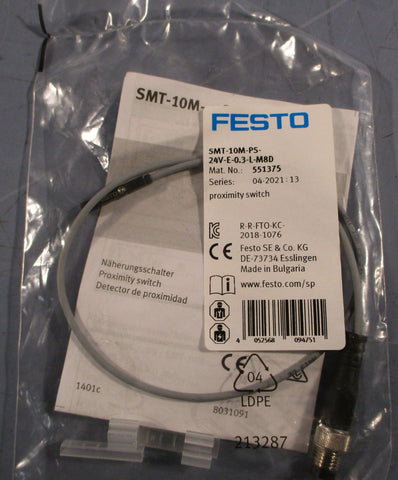 SMT-10M-
FESTO
SMT-10M-PS-
24V-E-0.3-L-M8D
Mat. No.: 551375
Series: 04-2021:13
proximity switch
R-R-FTO-KC-
2018-1076
CE
Festo SE & Co. KG
DE-73734 Esslingen
Made in Bulgaria
www.festo.com/sp
4 052568 094751
Näherungsschalter
Proximity switch
Detector de proximidad
CE
04
LDPE
1401c
8031091
213287